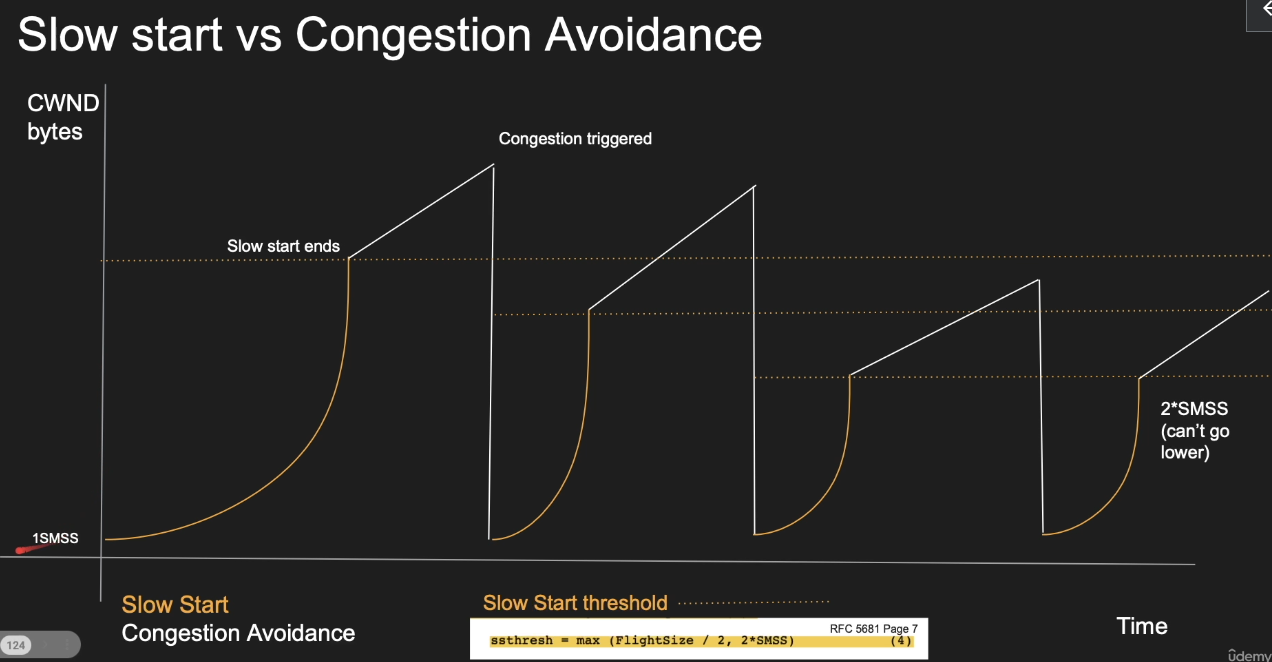 Slow start vs Congestion Avoidance
CWND
bytes
Congestion triggered
Slow start ends
2*SMSS
(can't go
lower)
1SMSS
Slow Start
Congestion Avoidance
Slow Start threshold
RFC 5681 Page 7
ssthresh = max (FlightSize / 2, 2*SMSS) (4)
Time
124
ûdemy